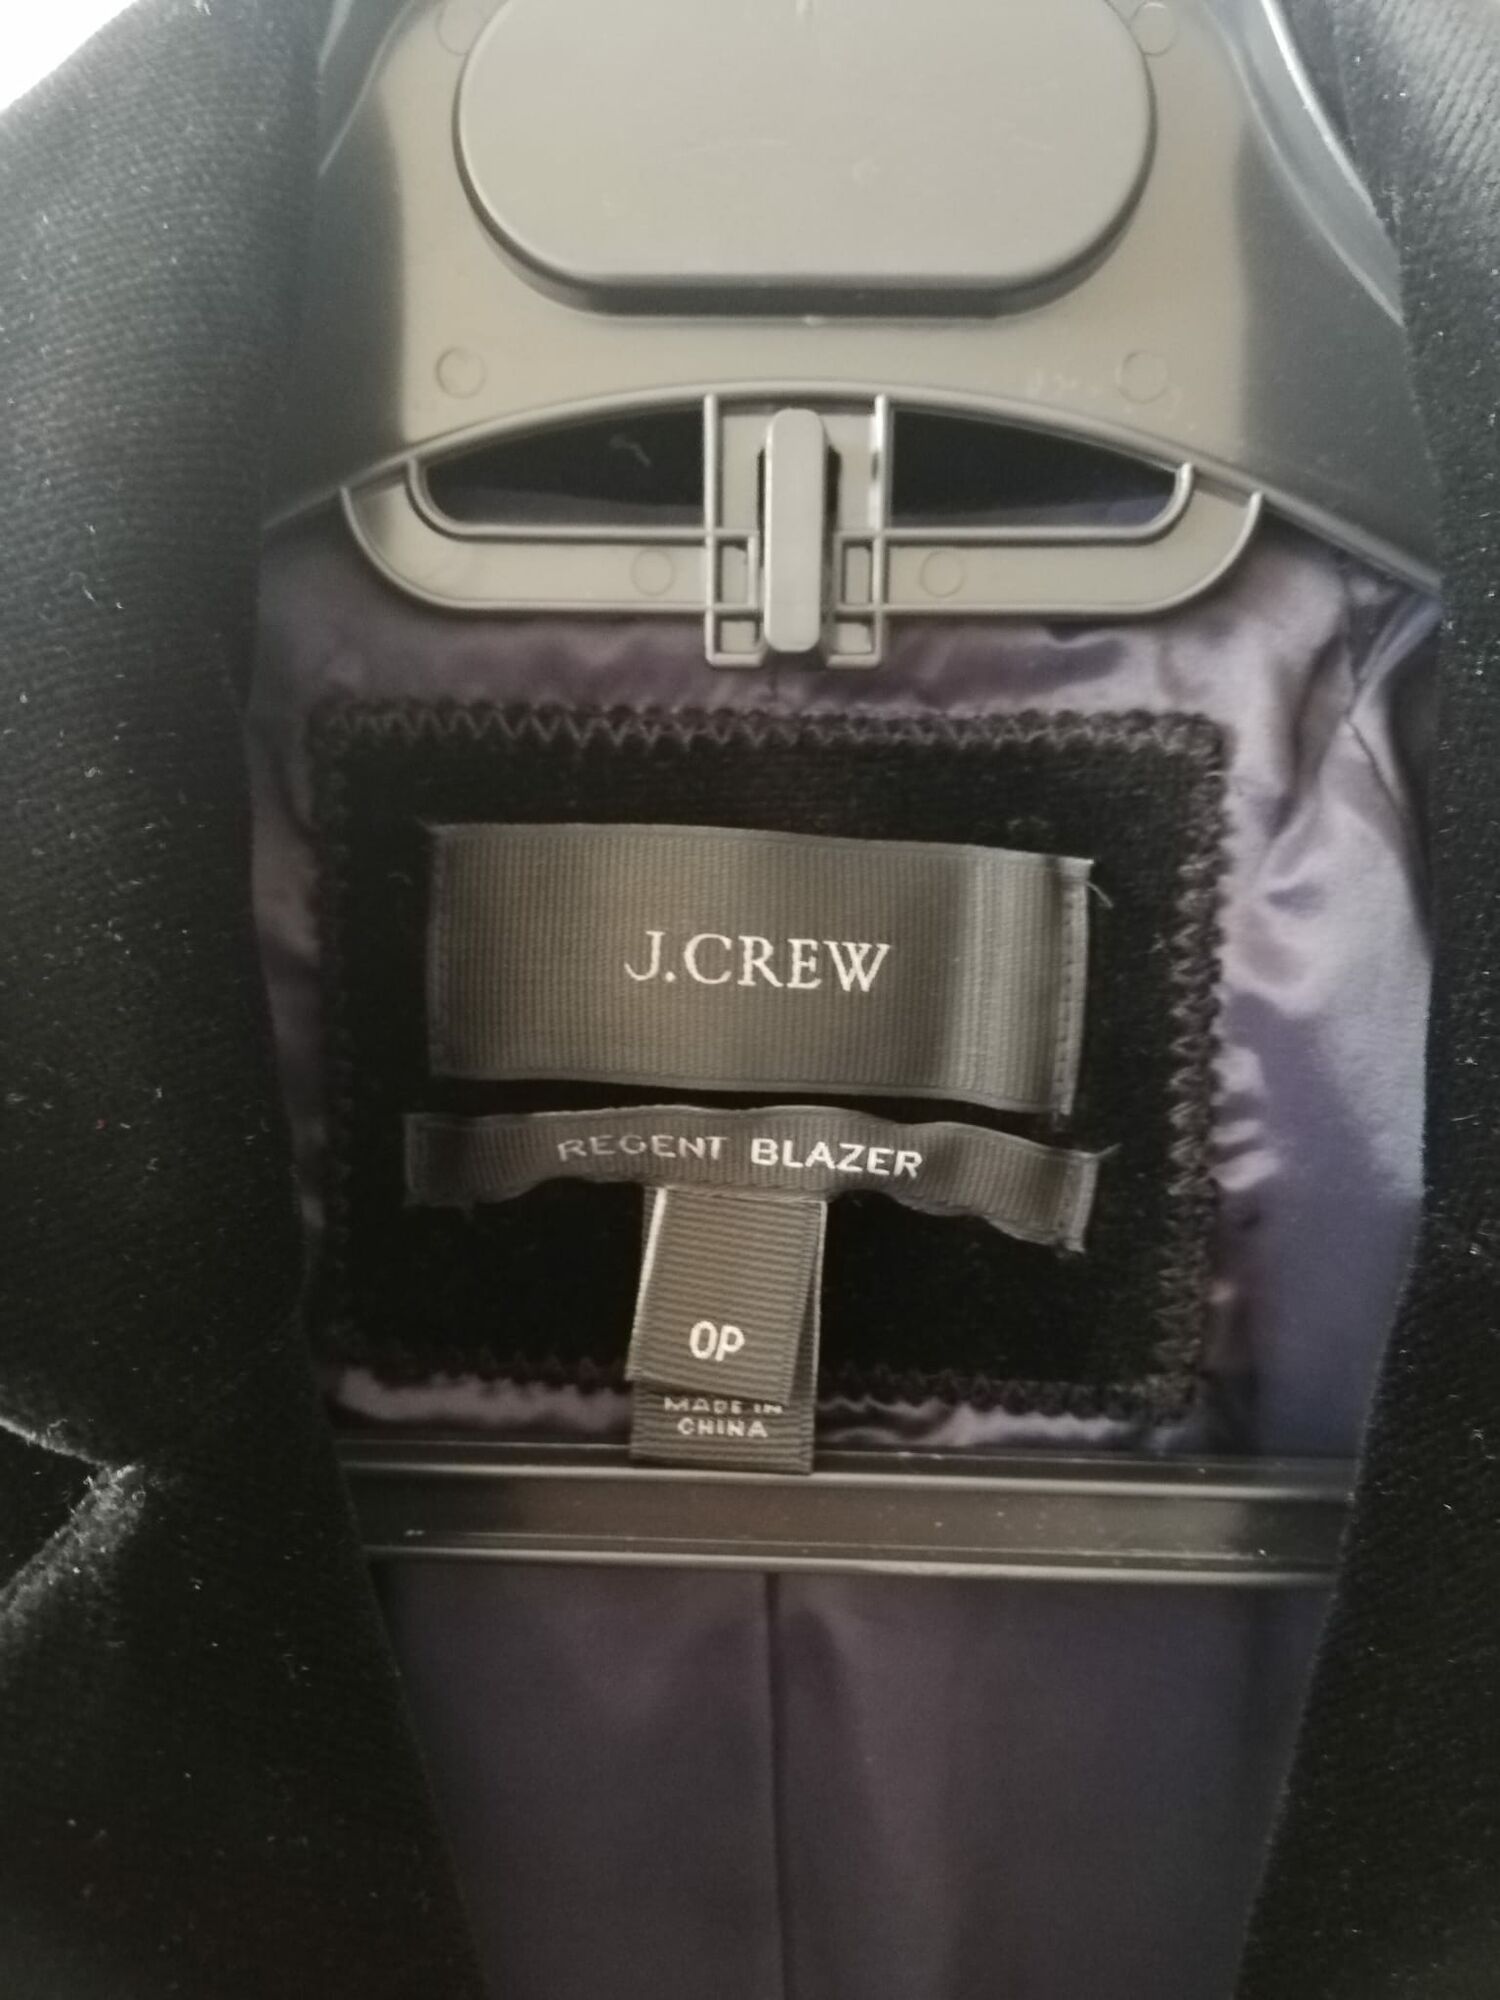 J.CREW
REGENT BLAZER
0P
MADE IN
CHINA